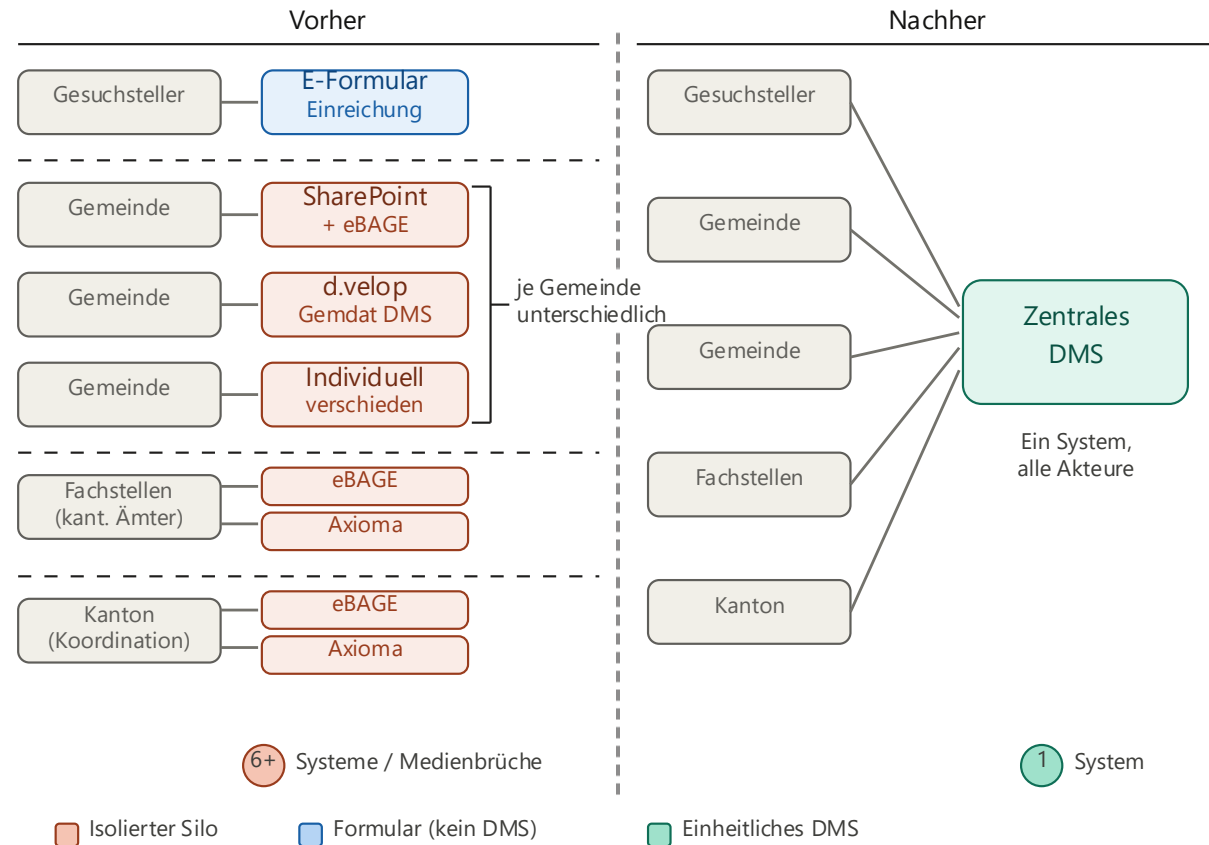 Vorher
Gesuchsteller
E-Formular
Einreichung
Gemeinde
SharePoint
+ eBAGE
Gemeinde
d.velop
Gemdat DMS
Gemeinde
Individuell
verschieden
je Gemeinde
unterschiedlich
Fachstellen
(kant. Ämter)
eBAGE
Axioma
Kanton
(Koordination)
eBAGE
Axioma
6+
Systeme / Medienbrüche
Nachher
Gesuchsteller
Gemeinde
Gemeinde
Fachstellen
Kanton
Zentrales
DMS
Ein System,
alle Akteure
1
System
Isolierter Silo
Formular (kein DMS)
Einheitliches DMS